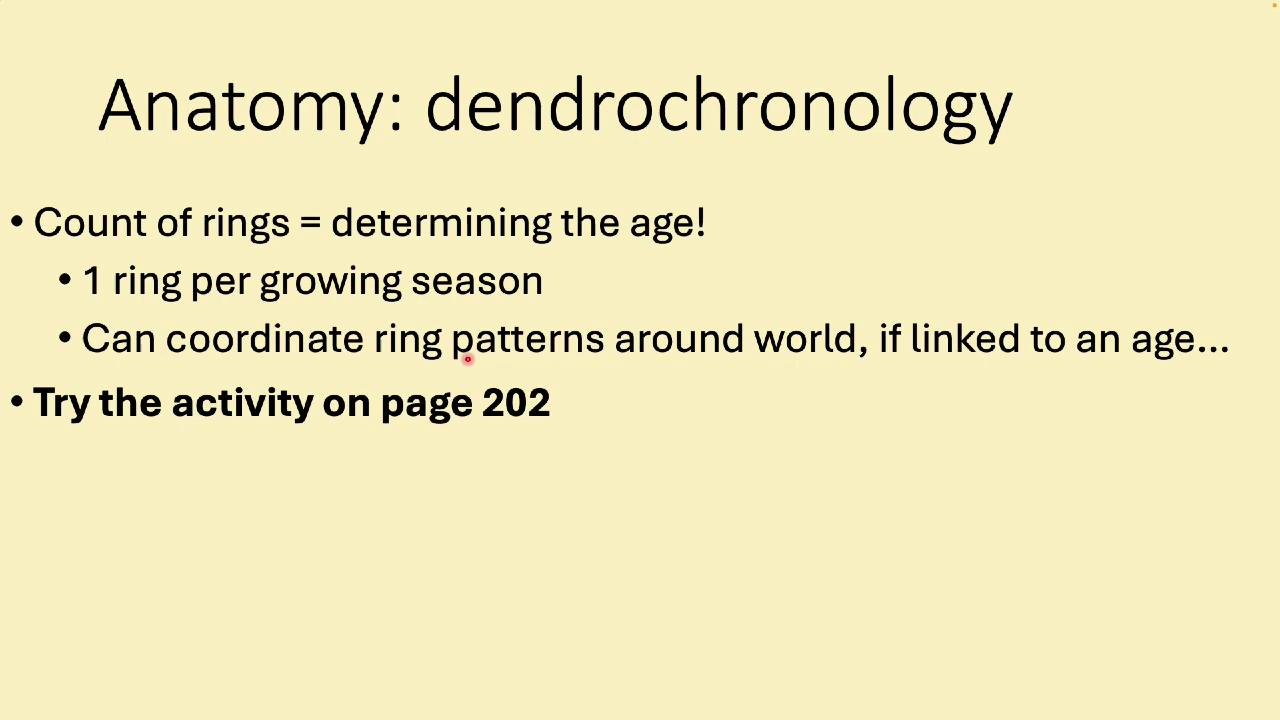 Anatomy: dendrochronology
• Count of rings = determining the age!
• 1 ring per growing season
• Can coordinate ring patterns around world, if linked to an age...
• Try the activity on page 202